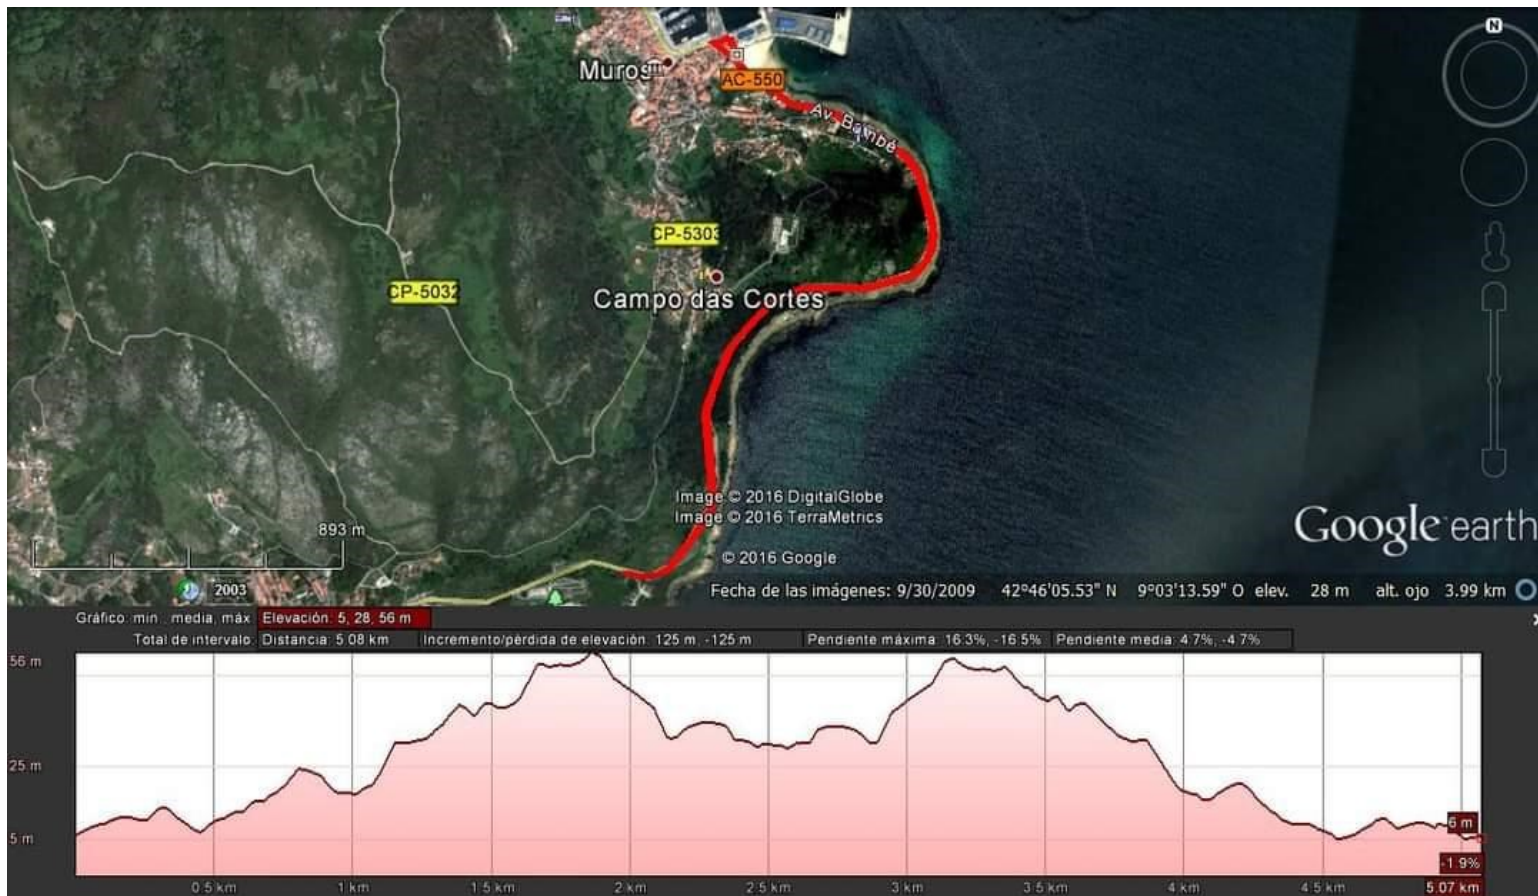 N
Muros
AC-550
Av. Bambé
CP-5303
CP-5032
Campo das Cortes
Image © 2016 DigitalGlobe
Image © 2016 TerraMetrics
893 m
© 2016 Google
Google earth
2003
Fecha de las imágenes: 9/30/2009 42°46'05.53" N 9°03'13.59" O elev. 28 m alt. ojo 3.99 km
Gráfico: min., media, máx Elevación: 5, 28, 56 m
Total de intervalo: Distancia: 5.08 km Incremento/pérdida de elevación: 125 m, -125 m Pendiente máxima: 16.3%, -16.5% Pendiente media: 4.7%, -4.7%
56 m
25 m
5 m
6 m
-1.9%
0.5 km 1 km 1.5 km 2 km 2.5 km 3 km 3.5 km 4 km 4.5 km 5.07 km